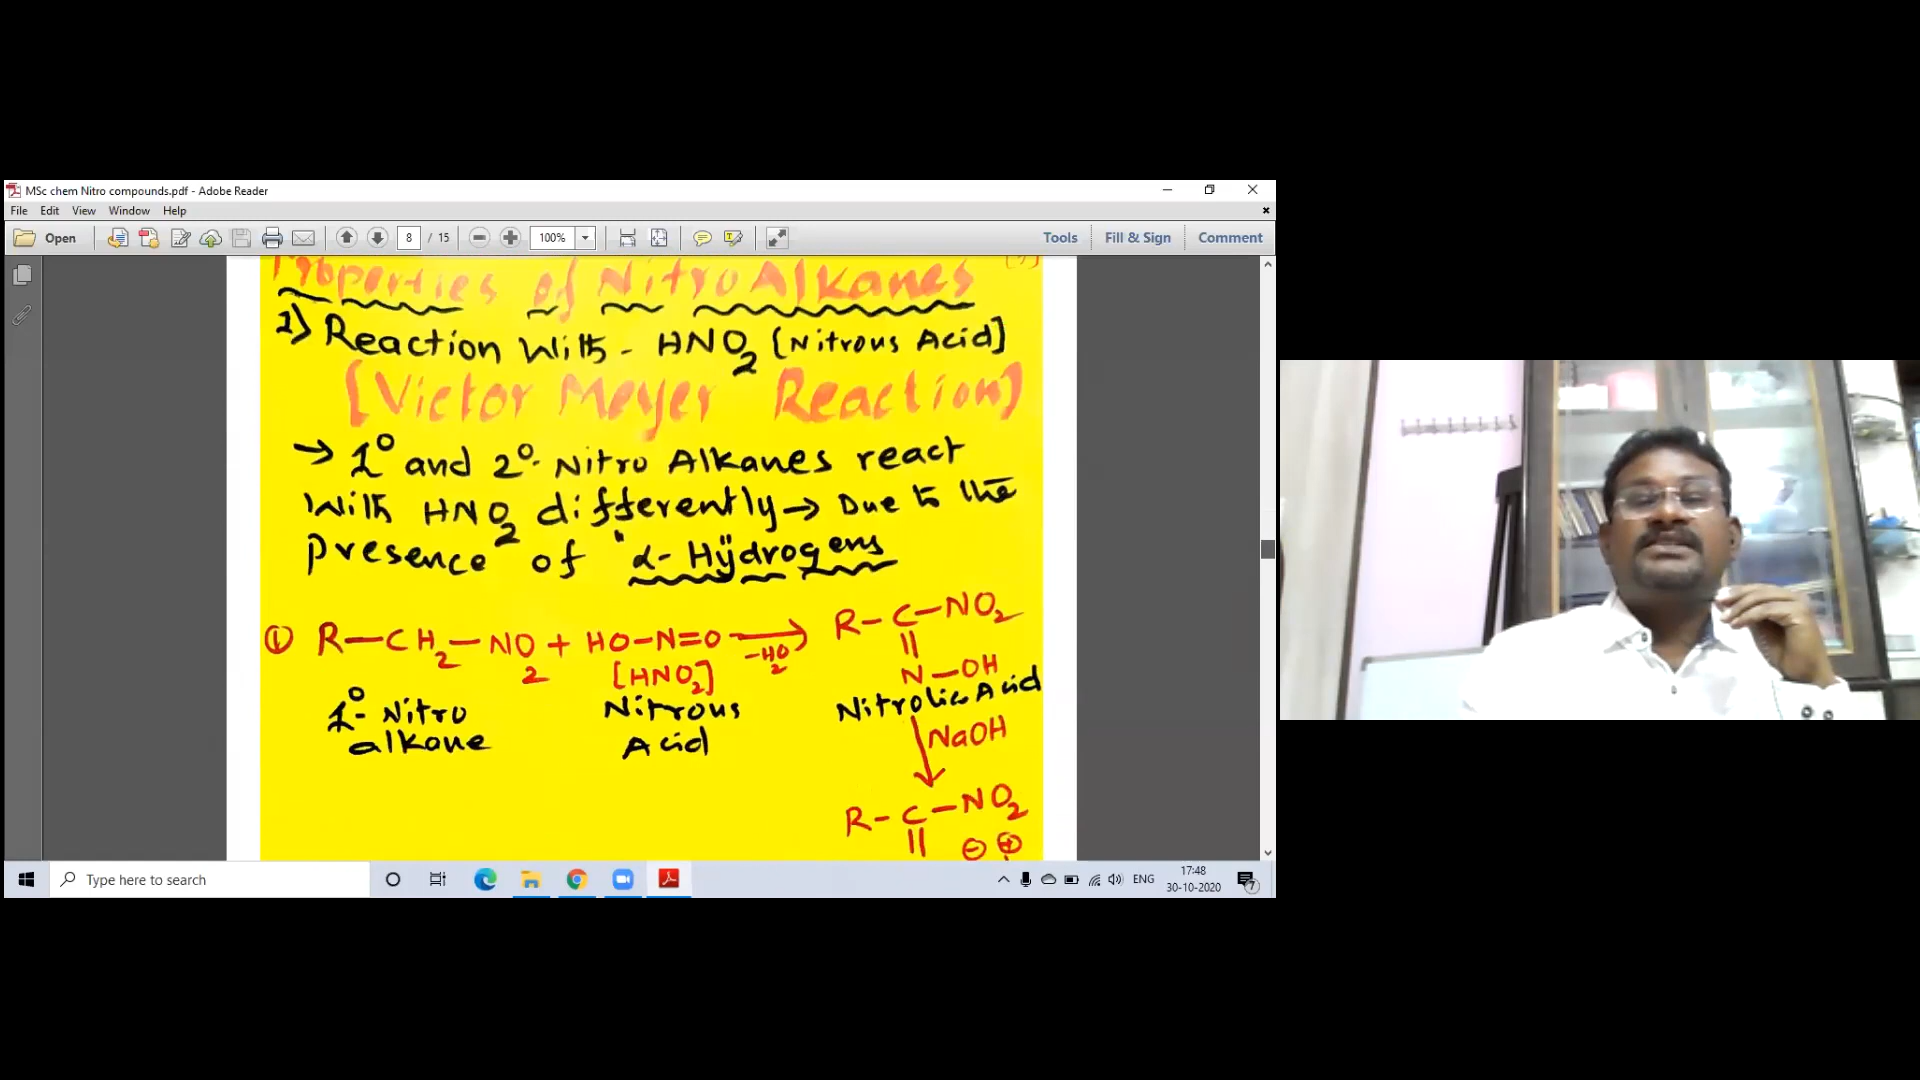 MSc chem Nitro compounds.pdf - Adobe Reader
File Edit View Window Help
Open 8 / 15 100% Tools Fill & Sign Comment
Properties of Nitro Alkanes
Reaction With - HNO2 [Nitrous Acid]
[Victor Meyer Reaction]
→ 1° and 2°- Nitro Alkanes react
With HNO2 differently → Due to the
presence of "α-Hydrogens
① R-CH2-NO2 + HO-N=O → R-C-NO2
-H2O
||
[HNO2] N-OH
1°- Nitro alkane
Nitrous Acid
Nitrolic Acid
↓ NaOH
R-C-NO2
||
⊖ ⊕
Type here to search
ENG
17:48
30-10-2020
7